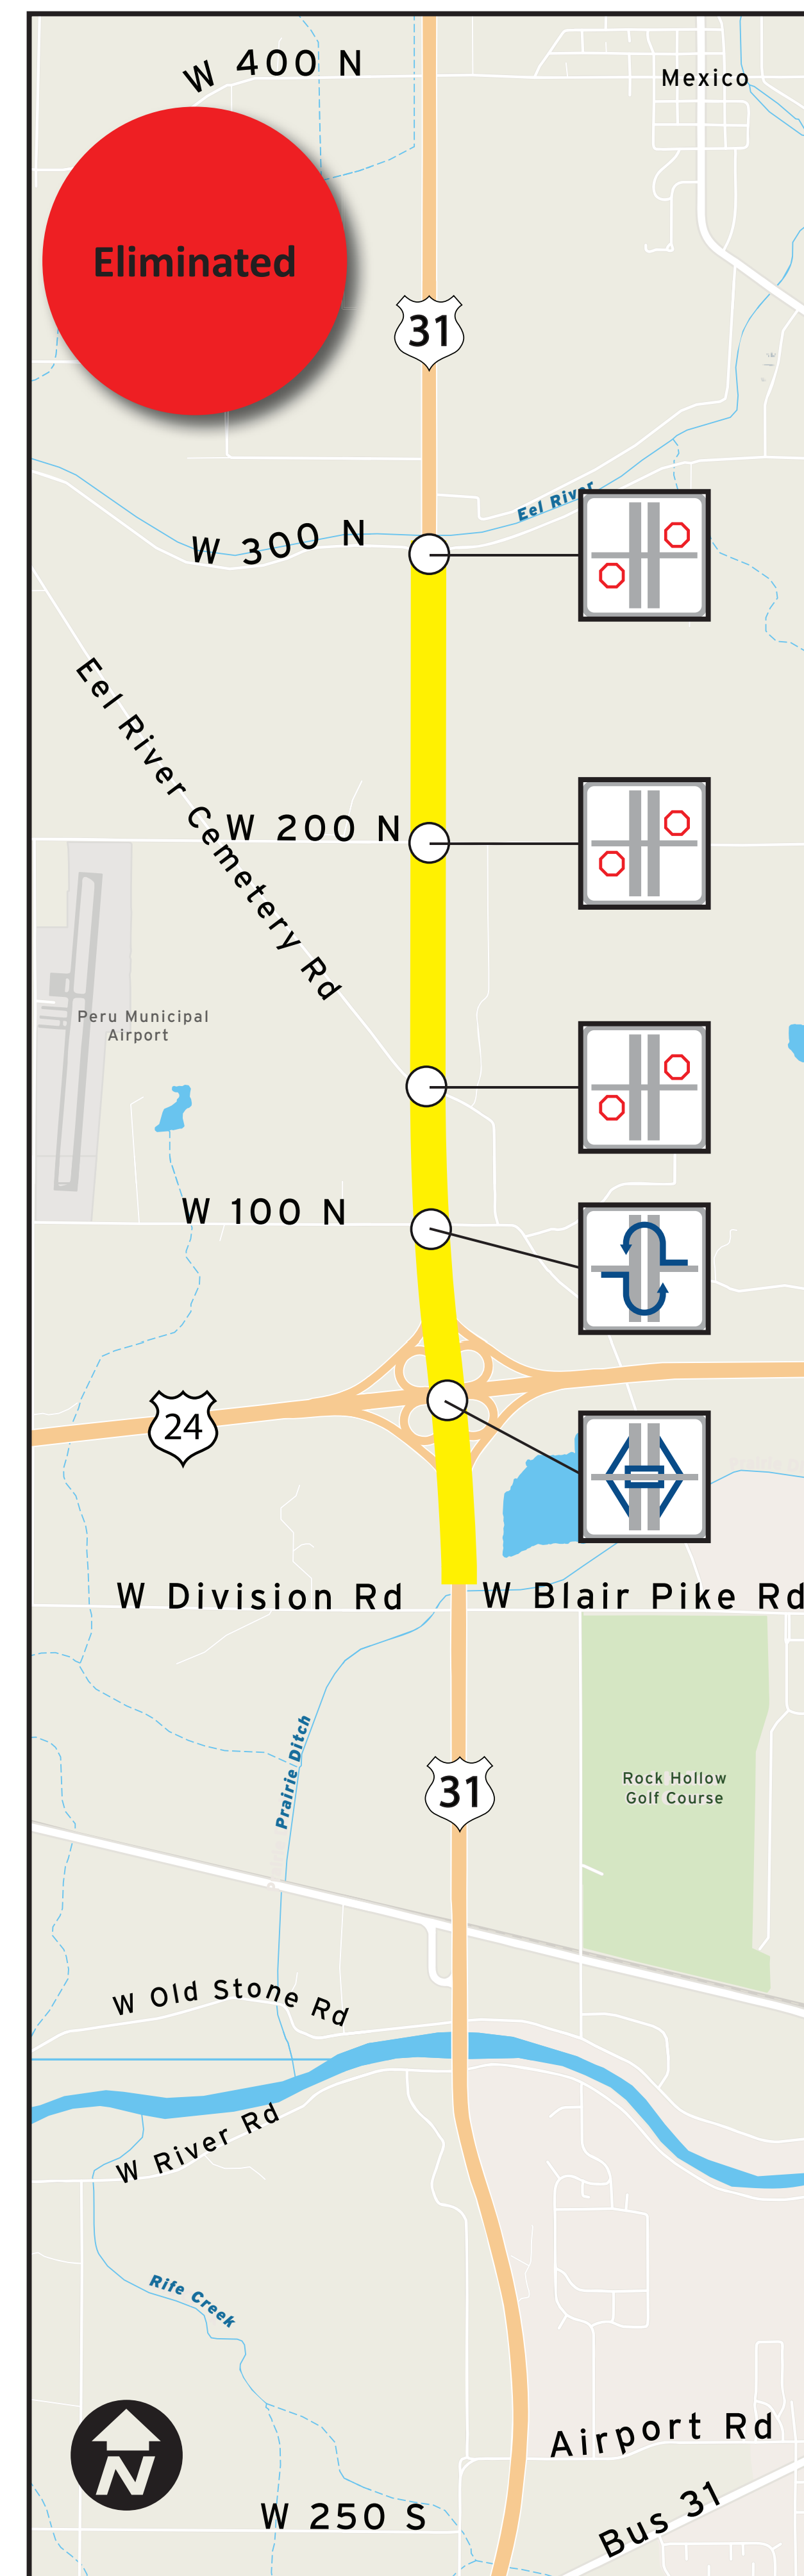 W 400 N
Mexico
Eliminated
31
Eel River
W 300 N
Eel River Cemetery Rd
W 200 N
Peru Municipal
Airport
W 100 N
24
W Division Rd
W Blair Pike Rd
Prairie Ditch
Rock Hollow
Golf Course
31
W Old Stone Rd
W River Rd
Rife Creek
Airport Rd
N
W 250 S
Bus 31